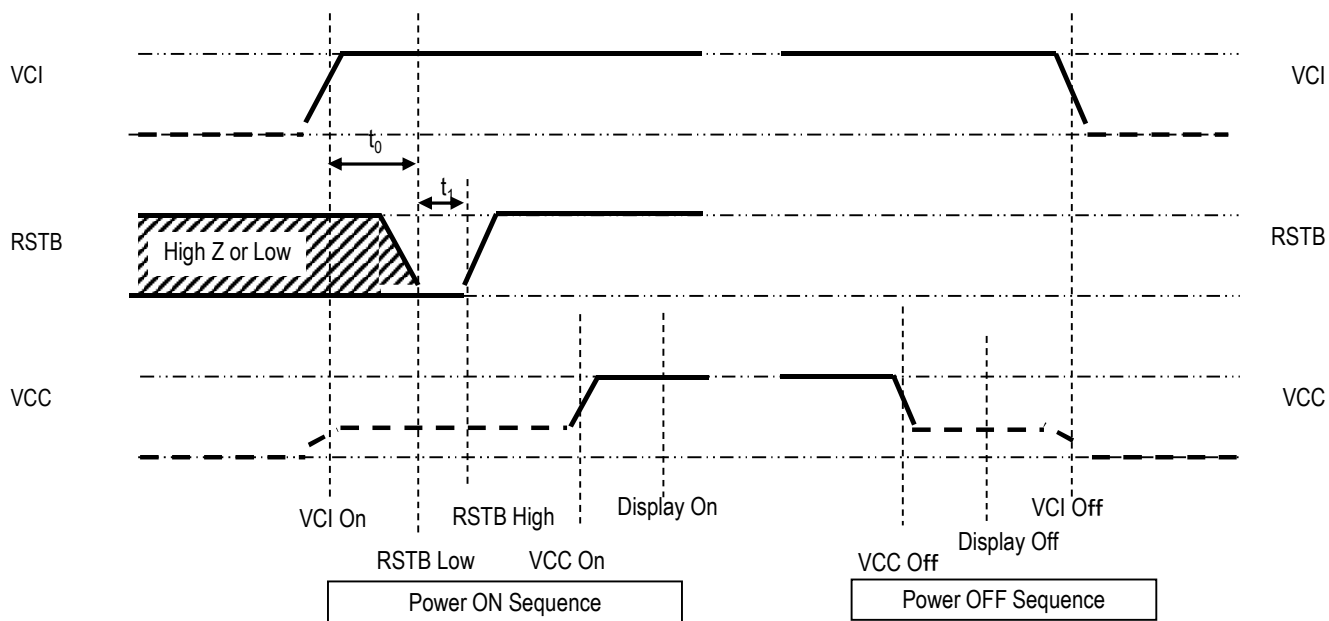 VCI
VCI
t0
t1
RSTB
High Z or Low
RSTB
VCC
VCC
VCI On
RSTB High
Display On
VCI Off
RSTB Low
VCC On
VCC Off
Display Off
Power ON Sequence
Power OFF Sequence